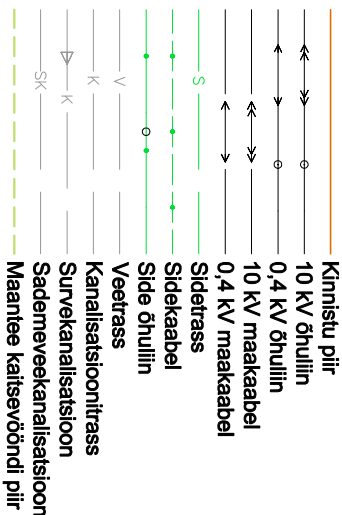 Kinnistu piir
10 kV õhuliin
0,4 kV õhuliin
10 kV maakaabel
0,4 kV maakaabel
S Sidetrass
Sidekaabel
Side õhuliin
V Veetrass
K Kanalisatsioonitrass
K Survekanalisatsioon
SK Sademeveekanalisatsioon
Maantee kaitsevööndi piir